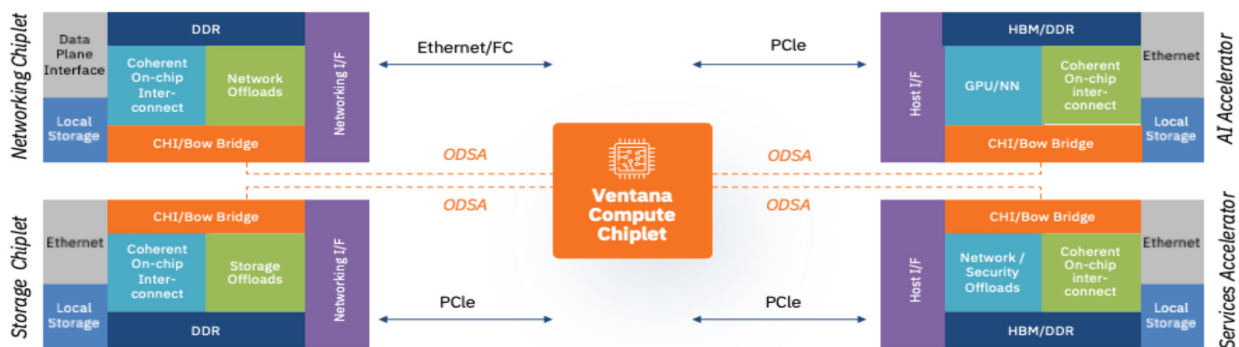 Networking Chiplet
Data
Plane
Interface
Local
Storage
DDR
Coherent
On-chip
Inter-
connect
Network
Offloads
CHI/Bow Bridge
Networking I/F
Ethernet/FC
ODSA
Storage Chiplet
Ethernet
Local
Storage
CHI/Bow Bridge
Coherent
On-chip
Inter-
connect
Storage
Offloads
DDR
Networking I/F
ODSA
PCle
Ventana
Compute
Chiplet
PCle
ODSA
Host I/F
HBM/DDR
GPU/NN
Coherent
On-chip
inter-
connect
CHI/Bow Bridge
Ethernet
Local
Storage
AI Accelerator
ODSA
PCle
Host I/F
CHI/Bow Bridge
Network /
Security
Offloads
Coherent
On-chip
inter-
connect
HBM/DDR
Ethernet
Local
Storage
Services Accelerator